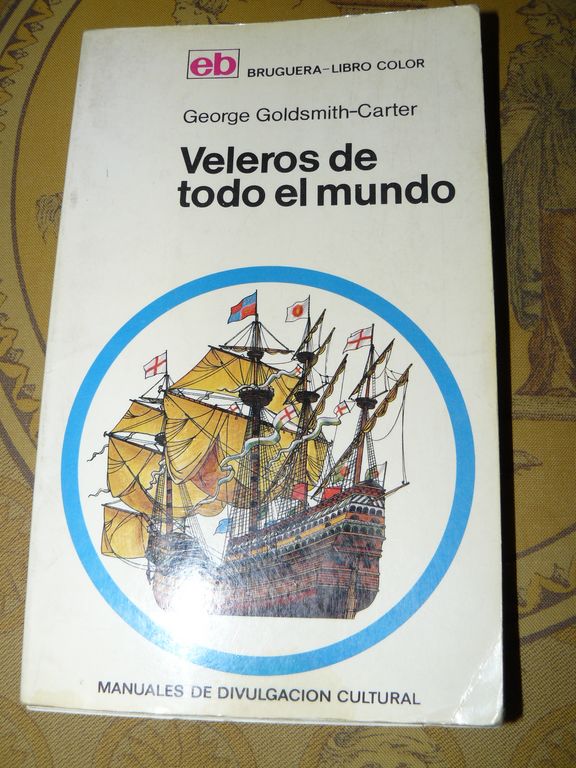 eb BRUGUERA-LIBRO COLOR
George Goldsmith-Carter
Veleros de
todo el mundo
MANUALES DE DIVULGACION CULTURAL